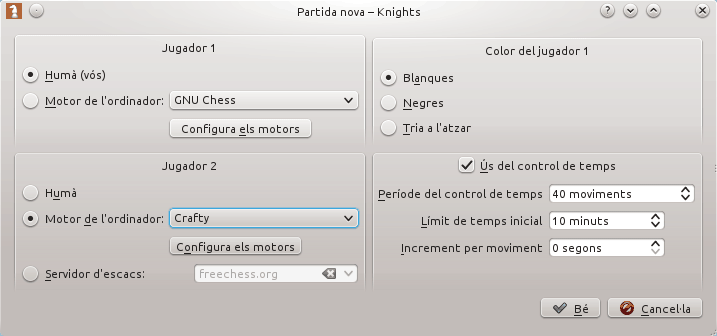 Partida nova – Knights
Jugador 1
Humà (vós)
Motor de l'ordinador: GNU Chess
Configura els motors
Color del jugador 1
Blanques
Negres
Tria a l'atzar
Jugador 2
Humà
Motor de l'ordinador: Crafty
Configura els motors
Servidor d'escacs: freechess.org
Ús del control de temps
Període del control de temps 40 moviments
Límit de temps inicial 10 minuts
Increment per moviment 0 segons
Bé
Cancel·la